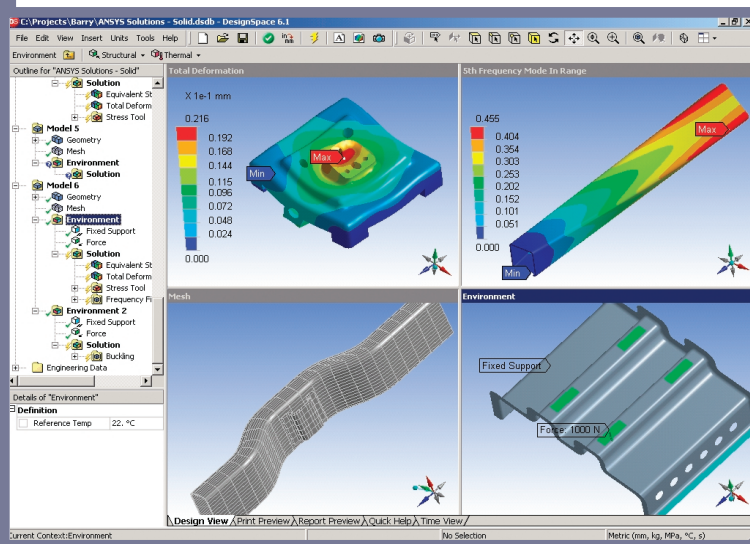 DS C:\Projects\Barry\ANSYS Solutions - Solid.dsdb - DesignSpace 6.1
File Edit View Insert Units Tools Help
Environment Structural Thermal
Outline for "ANSYS Solutions - Solid"
Solution
Equivalent St
Total Deform
Stress Tool
Model 5
Geometry
Mesh
Environment
Solution
Model 6
Geometry
Mesh
Environment
Fixed Support
Force
Solution
Equivalent St
Total Deform
Stress Tool
Frequency Fi
Environment 2
Fixed Support
Force
Solution
Buckling
Engineering Data
Details of "Environment"
Definition
Reference Temp 22. °C
Total Deformation
X 1e-1 mm
0.216
0.192
0.168
0.144
0.115
0.096
0.072
0.048
0.024
0.000
Max
Min
5th Frequency Mode In Range
0.455
0.404
0.354
0.303
0.253
0.202
0.152
0.101
0.051
0.000
Max
Min
Mesh
Environment
Fixed Support
Force: 1000 N
Design View Print Preview Report Preview Quick Help Time View
Current Context:Environment No Selection Metric (mm, kg, MPa, °C, s)